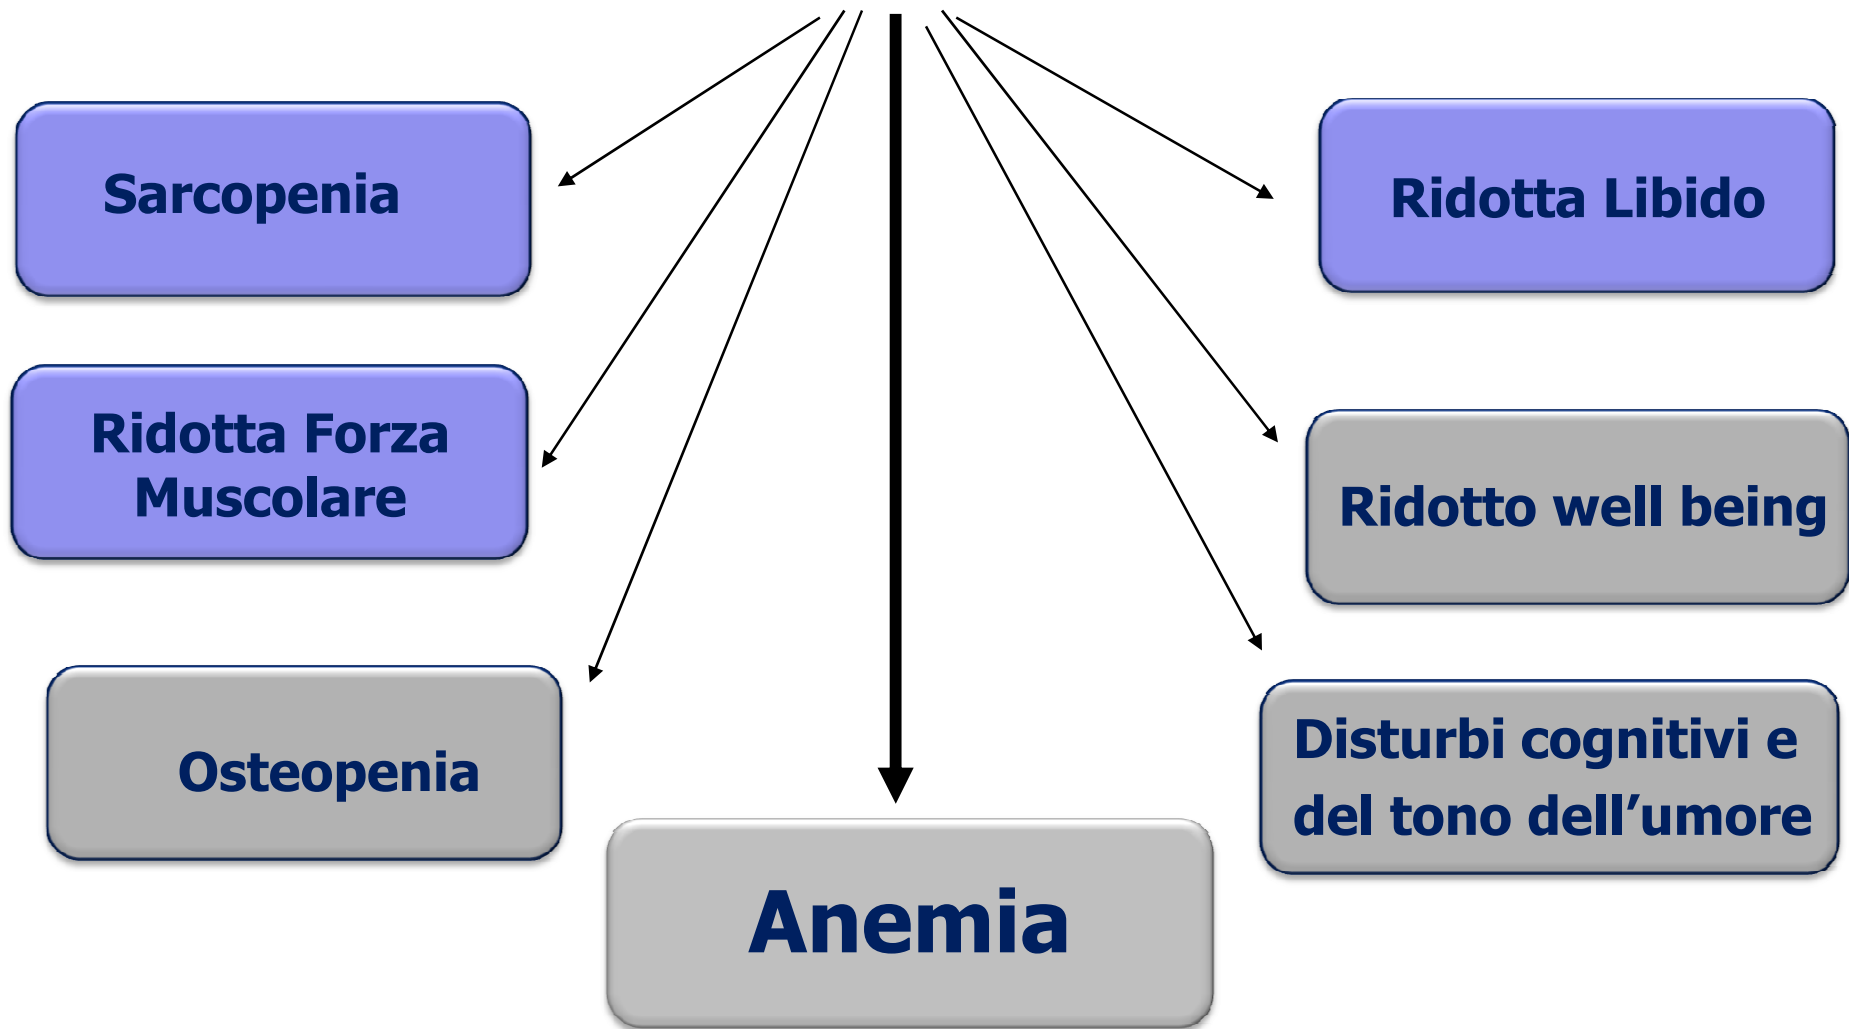 Sarcopenia
Ridotta Libido
Ridotta Forza
Muscolare
Ridotto well being
Osteopenia
Disturbi cognitivi e
del tono dell’umore
Anemia